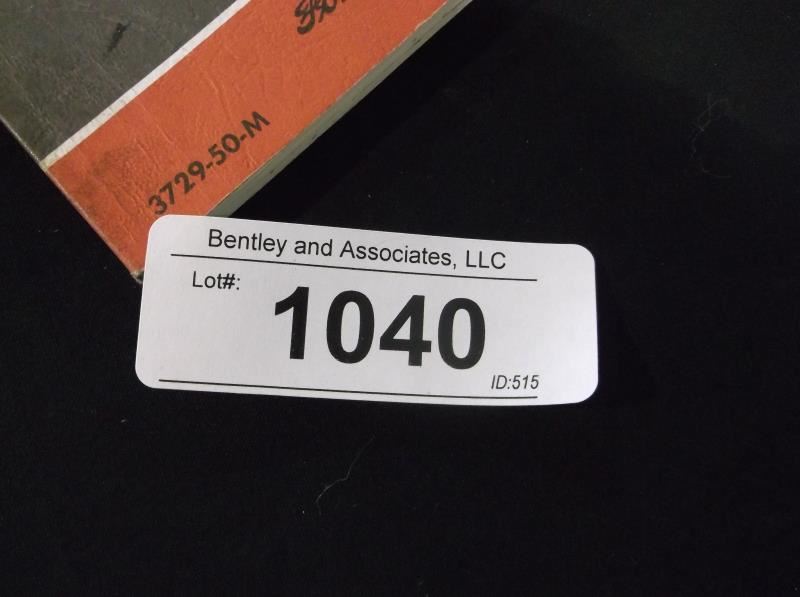 3729-50-M
Bentley and Associates, LLC
Lot#:
1040
ID:515